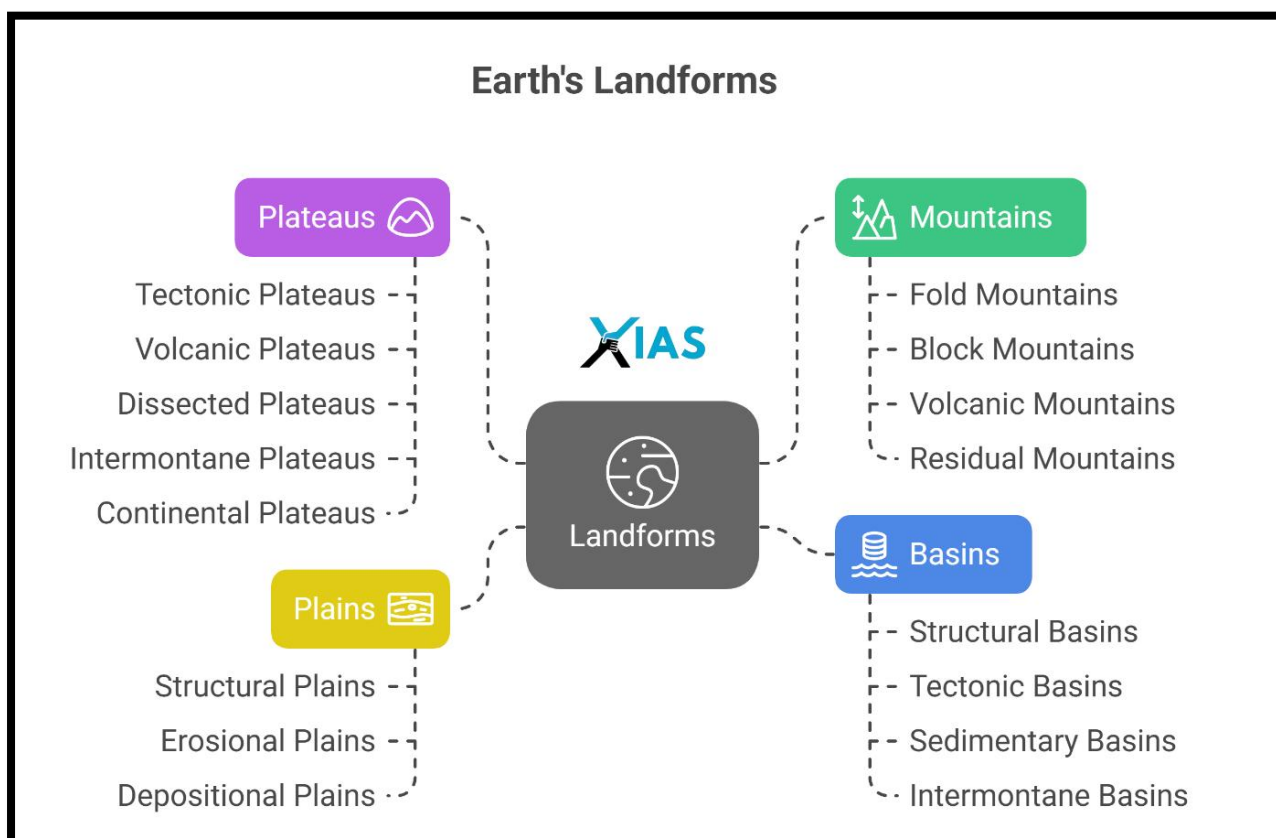 Earth's Landforms
Plateaus
Tectonic Plateaus
Volcanic Plateaus
Dissected Plateaus
Intermontane Plateaus
Continental Plateaus
Plains
Structural Plains
Erosional Plains
Depositional Plains
XIAS
Landforms
Mountains
Fold Mountains
Block Mountains
Volcanic Mountains
Residual Mountains
Basins
Structural Basins
Tectonic Basins
Sedimentary Basins
Intermontane Basins